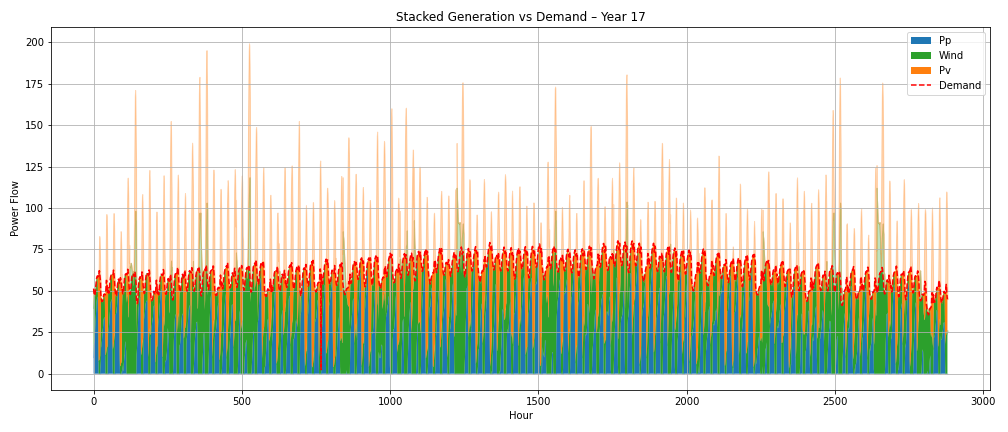 Stacked Generation vs Demand – Year 17
Power Flow
200
175
150
125
100
75
50
25
0
0 500 1000 1500 2000 2500 3000
Hour
Pp
Wind
Pv
Demand